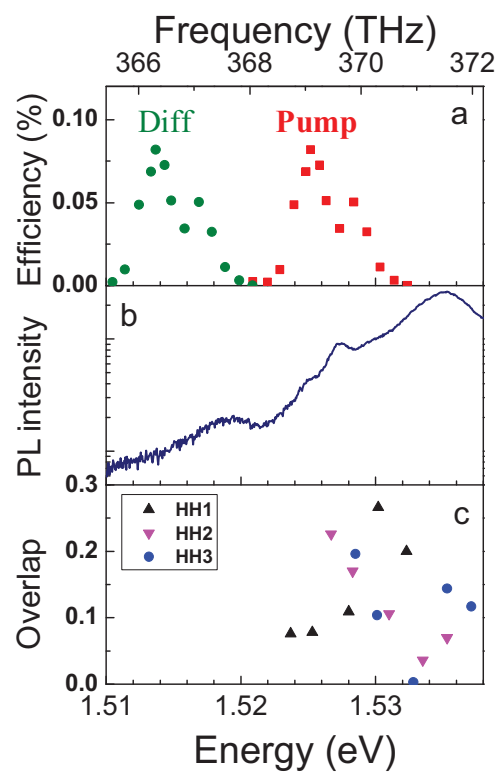 Frequency (THz)
366 368 370 372
Efficiency (%)
0.10
0.05
0.00
Diff Pump
a
PL intensity
b
Overlap
0.3
0.2
0.1
0.0
HH1
HH2
HH3
c
1.51 1.52 1.53
Energy (eV)